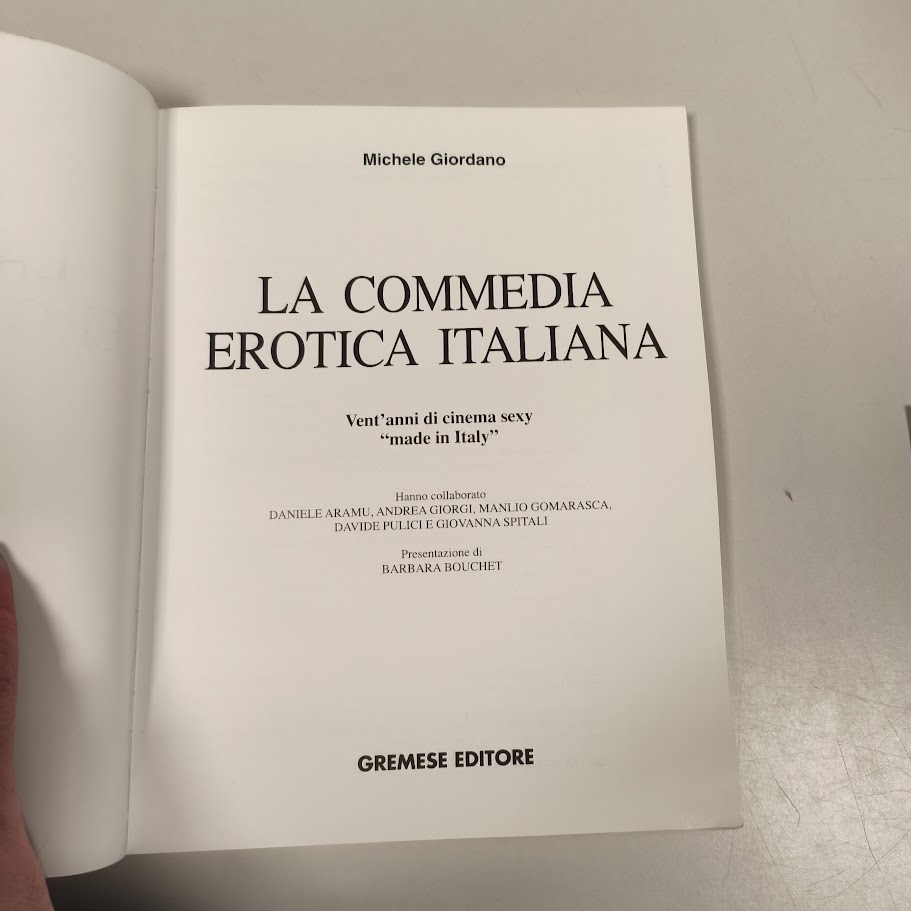 Michele Giordano
LA COMMEDIA
EROTICA ITALIANA
Vent’anni di cinema sexy
“made in Italy”
Hanno collaborato
DANIELE ARAMU, ANDREA GIORGI, MANLIO GOMARASCA,
DAVIDE PULICI E GIOVANNA SPITALI
Presentazione di
BARBARA BOUCHET
GREMESE EDITORE